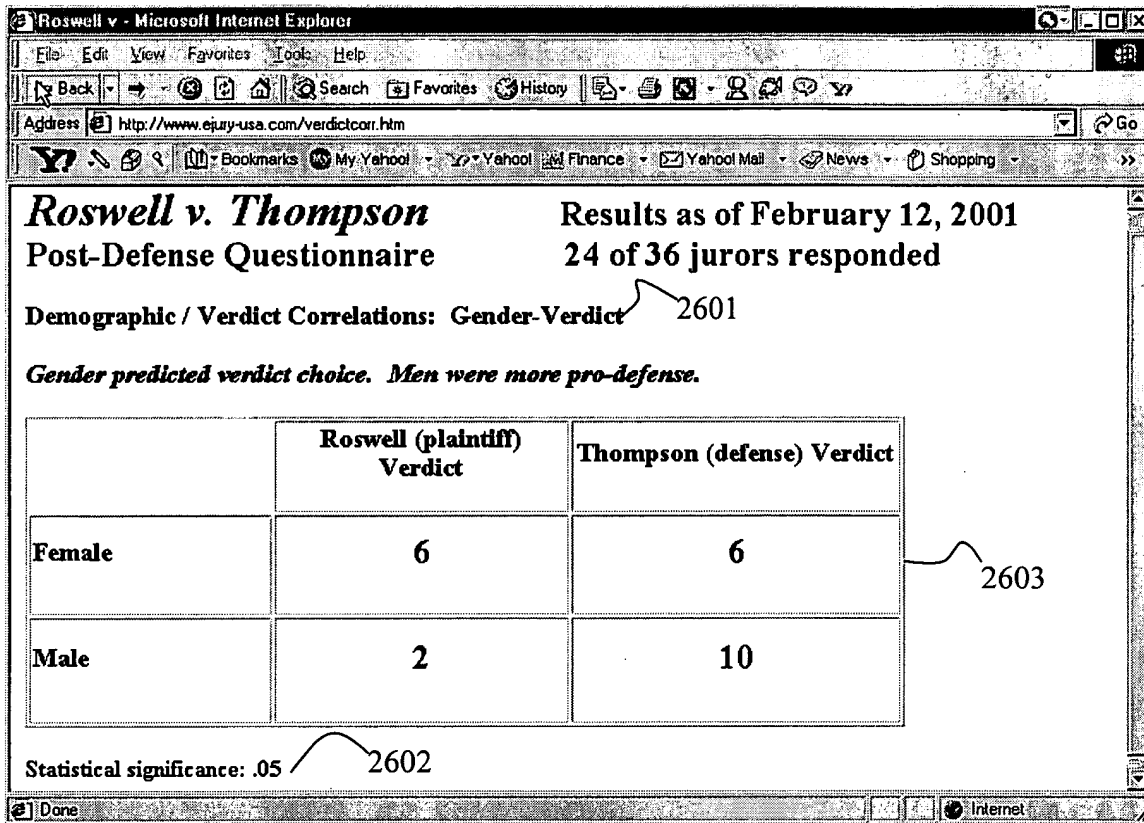 Roswell v - Microsoft Internet Explorer
File Edit View Favorites Tools Help
Back Search Favorites History
Address http://www.ejury-usa.com/verdictcorr.htm Go
Y! Bookmarks My Yahoo! Y! Yahoo! Finance Yahoo! Mail News Shopping »
Roswell v. Thompson Results as of February 12, 2001
Post-Defense Questionnaire 24 of 36 jurors responded
Demographic / Verdict Correlations: Gender-Verdict 2601
Gender predicted verdict choice. Men were more pro-defense.
Roswell (plaintiff) Verdict Thompson (defense) Verdict
Female 6 6
2603
Male 2 10
Statistical significance: .05 2602
Done Internet